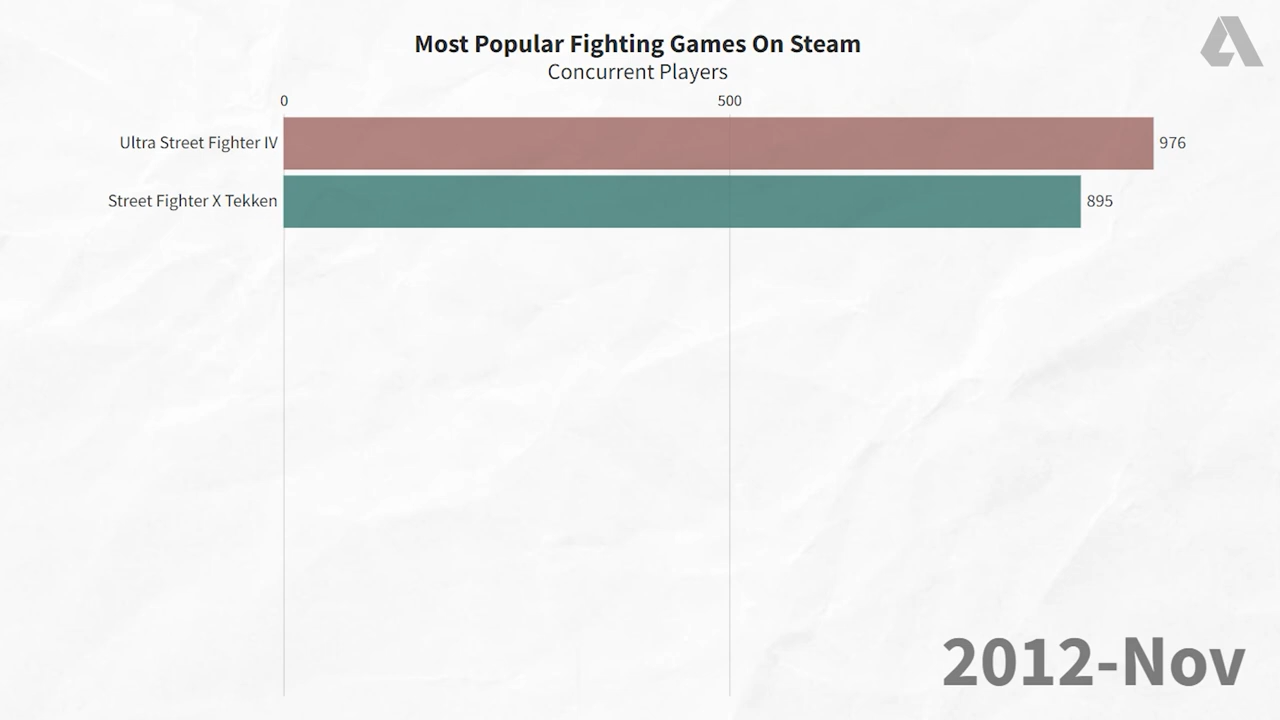 Most Popular Fighting Games On Steam
Concurrent Players
0 500
Ultra Street Fighter IV 976
Street Fighter X Tekken 895
2012-Nov